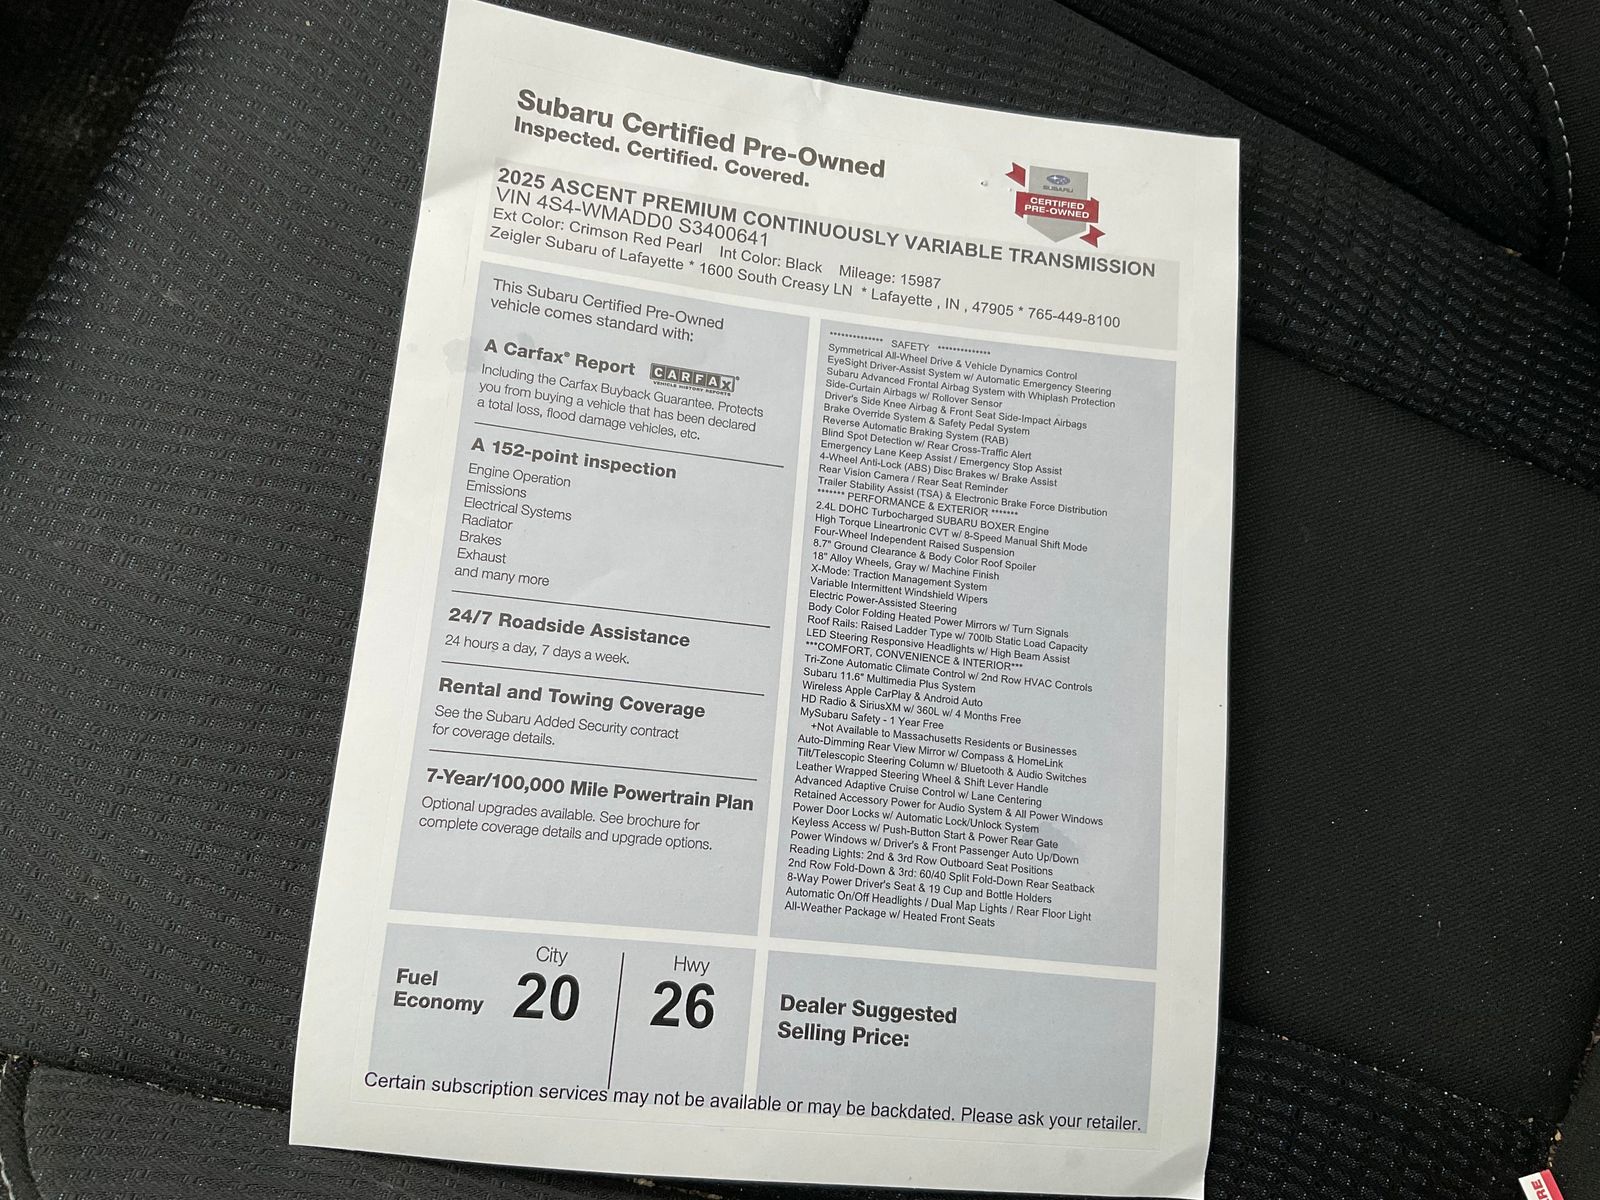 Subaru Certified Pre-Owned
Inspected. Certified. Covered.
SUBARU
CERTIFIED
PRE-OWNED
2025 ASCENT PREMIUM CONTINUOUSLY VARIABLE TRANSMISSION
VIN 4S4-WMADD0 S3400641
Ext Color: Crimson Red Pearl Int Color: Black Mileage: 15987
Zeigler Subaru of Lafayette * 1600 South Creasy LN * Lafayette , IN , 47905 * 765-449-8100
This Subaru Certified Pre-Owned
vehicle comes standard with:
A Carfax® Report CARFAX®
VEHICLE HISTORY REPORTS
Including the Carfax Buyback Guarantee. Protects
you from buying a vehicle that has been declared
a total loss, flood damage vehicles, etc.
A 152-point inspection
Engine Operation
Emissions
Electrical Systems
Radiator
Brakes
Exhaust
and many more
24/7 Roadside Assistance
24 hours a day, 7 days a week.
Rental and Towing Coverage
See the Subaru Added Security contract
for coverage details.
7-Year/100,000 Mile Powertrain Plan
Optional upgrades available. See brochure for
complete coverage details and upgrade options.
************** SAFETY **************
Symmetrical All-Wheel Drive & Vehicle Dynamics Control
EyeSight Driver-Assist System w/ Automatic Emergency Steering
Subaru Advanced Frontal Airbag System with Whiplash Protection
Side-Curtain Airbags w/ Rollover Sensor
Driver's Side Knee Airbag & Front Seat Side-Impact Airbags
Brake Override System & Safety Pedal System
Reverse Automatic Braking System (RAB)
Blind Spot Detection w/ Rear Cross-Traffic Alert
Emergency Lane Keep Assist / Emergency Stop Assist
4-Wheel Anti-Lock (ABS) Disc Brakes w/ Brake Assist
Rear Vision Camera / Rear Seat Reminder
Trailer Stability Assist (TSA) & Electronic Brake Force Distribution
******* PERFORMANCE & EXTERIOR *******
2.4L DOHC Turbocharged SUBARU BOXER Engine
High Torque Lineartronic CVT w/ 8-Speed Manual Shift Mode
Four-Wheel Independent Raised Suspension
8.7" Ground Clearance & Body Color Roof Spoiler
18" Alloy Wheels, Gray w/ Machine Finish
X-Mode: Traction Management System
Variable Intermittent Windshield Wipers
Electric Power-Assisted Steering
Body Color Folding Heated Power Mirrors w/ Turn Signals
Roof Rails: Raised Ladder Type w/ 700lb Static Load Capacity
LED Steering Responsive Headlights w/ High Beam Assist
***COMFORT, CONVENIENCE & INTERIOR***
Tri-Zone Automatic Climate Control w/ 2nd Row HVAC Controls
Subaru 11.6" Multimedia Plus System
Wireless Apple CarPlay & Android Auto
HD Radio & SiriusXM w/ 360L w/ 4 Months Free
MySubaru Safety - 1 Year Free
+Not Available to Massachusetts Residents or Businesses
Auto-Dimming Rear View Mirror w/ Compass & HomeLink
Tilt/Telescopic Steering Column w/ Bluetooth & Audio Switches
Leather Wrapped Steering Wheel & Shift Lever Handle
Advanced Adaptive Cruise Control w/ Lane Centering
Retained Accessory Power for Audio System & All Power Windows
Power Door Locks w/ Automatic Lock/Unlock System
Keyless Access w/ Push-Button Start & Power Rear Gate
Power Windows w/ Driver's & Front Passenger Auto Up/Down
Reading Lights: 2nd & 3rd Row Outboard Seat Positions
2nd Row Fold-Down & 3rd: 60/40 Split Fold-Down Rear Seatback
8-Way Power Driver's Seat & 19 Cup and Bottle Holders
Automatic On/Off Headlights / Dual Map Lights / Rear Floor Light
All-Weather Package w/ Heated Front Seats
Fuel
Economy
City
20
Hwy
26
Dealer Suggested
Selling Price:
Certain subscription services may not be available or may be backdated. Please ask your retailer.